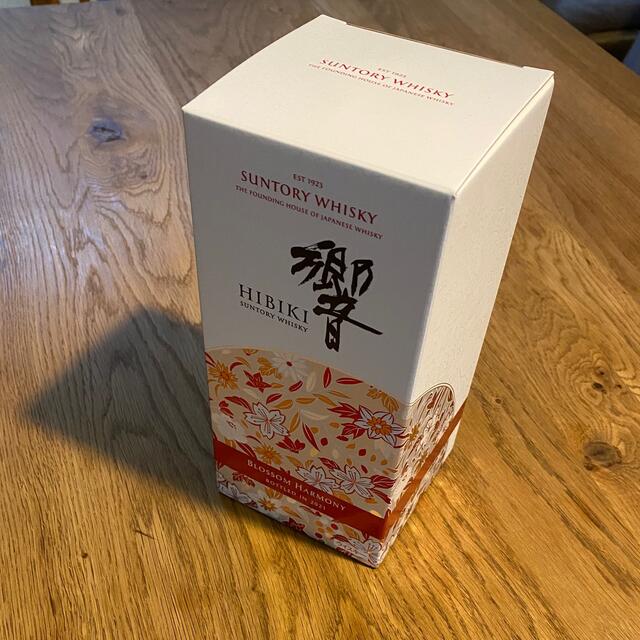 EST 1923
SUNTORY WHISKY
THE FOUNDING HOUSE OF JAPANESE WHISKY
EST 1923
SUNTORY WHISKY
THE FOUNDING HOUSE OF JAPANESE WHISKY
響
HIBIKI
SUNTORY WHISKY
BLOSSOM HARMONY
BOTTLED IN 2021